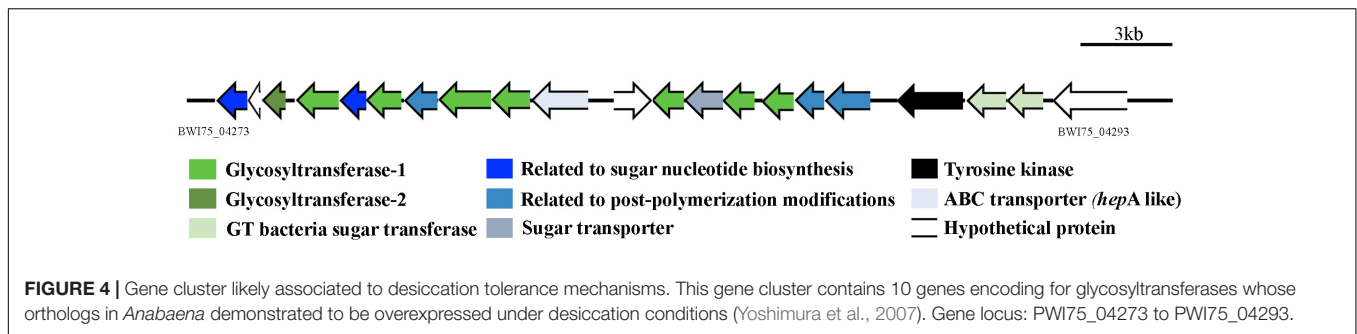 3kb
BWI75_04273
BWI75_04293
Glycosyltransferase-1
Glycosyltransferase-2
GT bacteria sugar transferase
Related to sugar nucleotide biosynthesis
Related to post-polymerization modifications
Sugar transporter
Tyrosine kinase
ABC transporter (hepA like)
Hypothetical protein
FIGURE 4 | Gene cluster likely associated to desiccation tolerance mechanisms. This gene cluster contains 10 genes encoding for glycosyltransferases whose
orthologs in Anabaena demonstrated to be overexpressed under desiccation conditions (Yoshimura et al., 2007). Gene locus: PWI75_04273 to PWI75_04293.